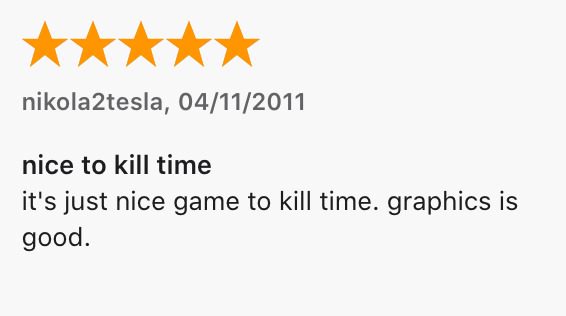 nikola2tesla, 04/11/2011
nice to kill time
it's just nice game to kill time. graphics is
good.